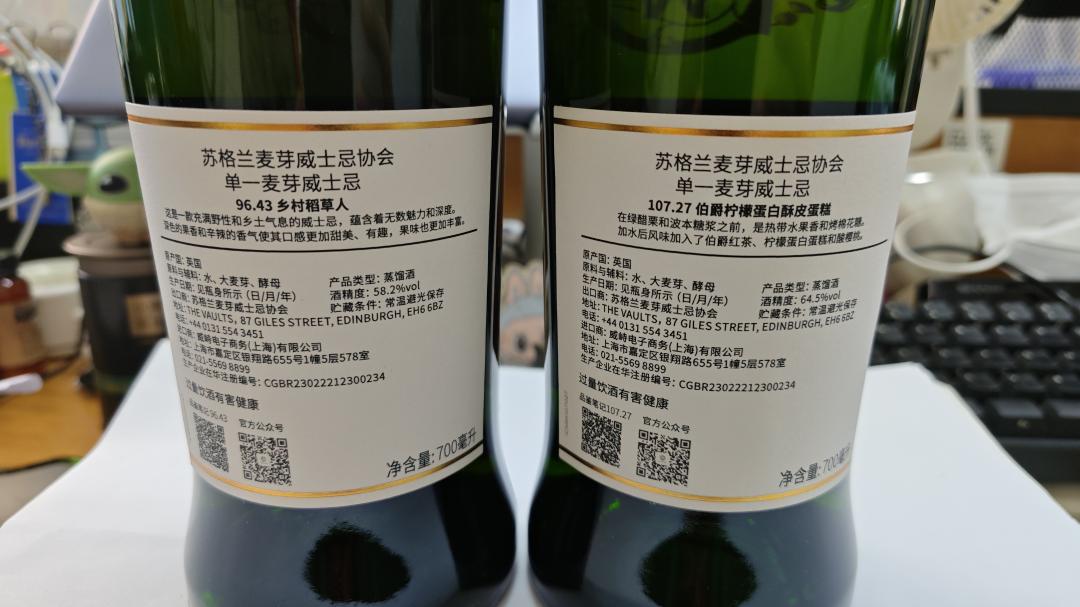 苏格兰麦芽威士忌协会
单一麦芽威士忌
96.43 乡村稻草人
这是一款充满野性和乡土气息的威士忌，蕴含着无数魅力和深度。
深色的果香和辛辣的香气使其口感更加甜美、有趣，果味也更加丰富。
原产国: 英国
原料与辅料: 水、大麦芽、酵母
产品类型: 蒸馏酒
生产日期: 见瓶身所示（日/月/年）
酒精度: 58.2%vol
出口商: 苏格兰麦芽威士忌协会
贮藏条件: 常温避光保存
地址: THE VAULTS, 87 GILES STREET, EDINBURGH, EH6 6BZ
电话: +44 0131 554 3451
进口商: 威峙电子商务(上海)有限公司
地址: 上海市嘉定区银翔路655号1幢5层578室
电话: 021-5569 8899
生产企业在华注册编号: CGBR23022212300234
过量饮酒有害健康
品鉴笔记96.43
官方公众号
净含量: 700毫升
苏格兰麦芽威士忌协会
单一麦芽威士忌
107.27 伯爵柠檬蛋白酥皮蛋糕
在绿醋栗和波本糖浆之前，是热带水果香和烤棉花糖。
加水后风味加入了伯爵红茶、柠檬蛋白蛋糕和酸樱桃。
原产国: 英国
原料与辅料: 水、大麦芽、酵母
产品类型: 蒸馏酒
生产日期: 见瓶身所示（日/月/年）
酒精度: 64.5%vol
出口商: 苏格兰麦芽威士忌协会
贮藏条件: 常温避光保存
地址: THE VAULTS, 87 GILES STREET, EDINBURGH, EH6 6BZ
电话: +44 0131 554 3451
进口商: 威峙电子商务(上海)有限公司
地址: 上海市嘉定区银翔路655号1幢5层578室
电话: 021-5569 8899
生产企业在华注册编号: CGBR23022212300234
过量饮酒有害健康
品鉴笔记107.27
官方公众号
净含量: 700毫升